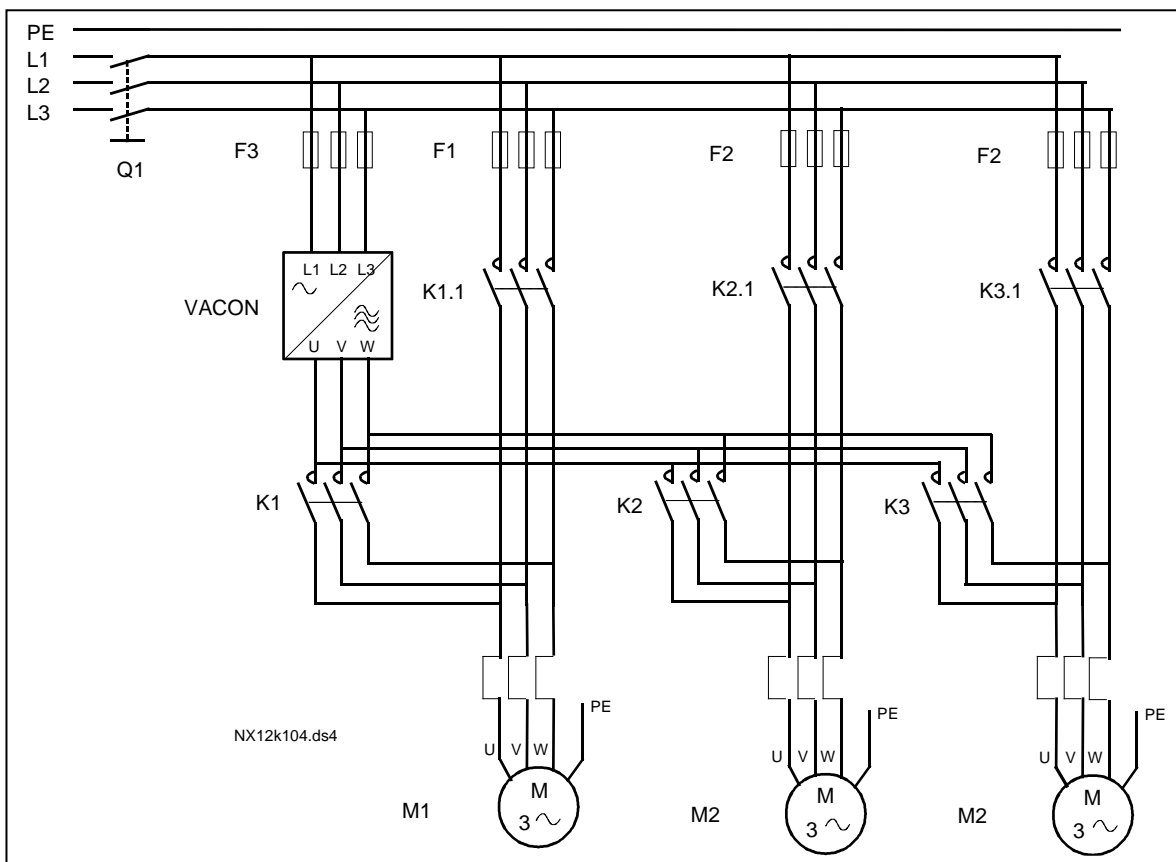 PE
L1
L2
L3
Q1
F3
F1
F2
F2
L1 L2 L3
VACON
U V W
K1.1
K2.1
K3.1
K1
K2
K3
PE
PE
PE
NX12k104.ds4
U V W
U V W
U V W
M1
M
3
M2
M
3
M2
M
3